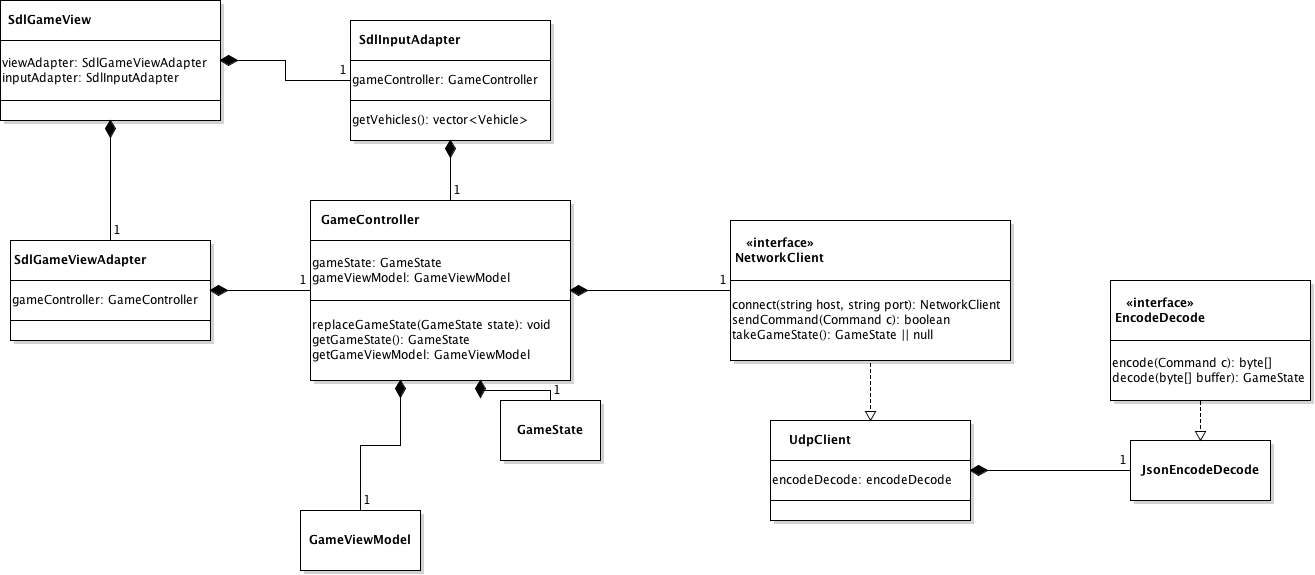 SdlGameView
viewAdapter: SdlGameViewAdapter
inputAdapter: SdlInputAdapter
1
SdlInputAdapter
gameController: GameController
getVehicles(): vector<Vehicle>
1
1
SdlGameViewAdapter
gameController: GameController
1
GameController
gameState: GameState
gameViewModel: GameViewModel
replaceGameState(GameState state): void
getGameState(): GameState
getGameViewModel: GameViewModel
1
«interface»
NetworkClient
connect(string host, string port): NetworkClient
sendCommand(Command c): boolean
takeGameState(): GameState || null
«interface»
EncodeDecode
encode(Command c): byte[]
decode(byte[] buffer): GameState
1
GameState
1
GameViewModel
UdpClient
encodeDecode: encodeDecode
1
JsonEncodeDecode